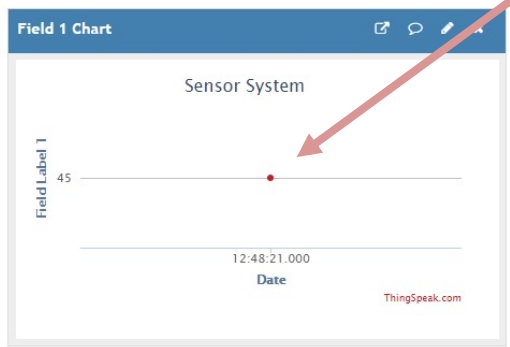 Field 1 Chart
Sensor System
Field Label 1
45
12:48:21.000
Date
ThingSpeak.com